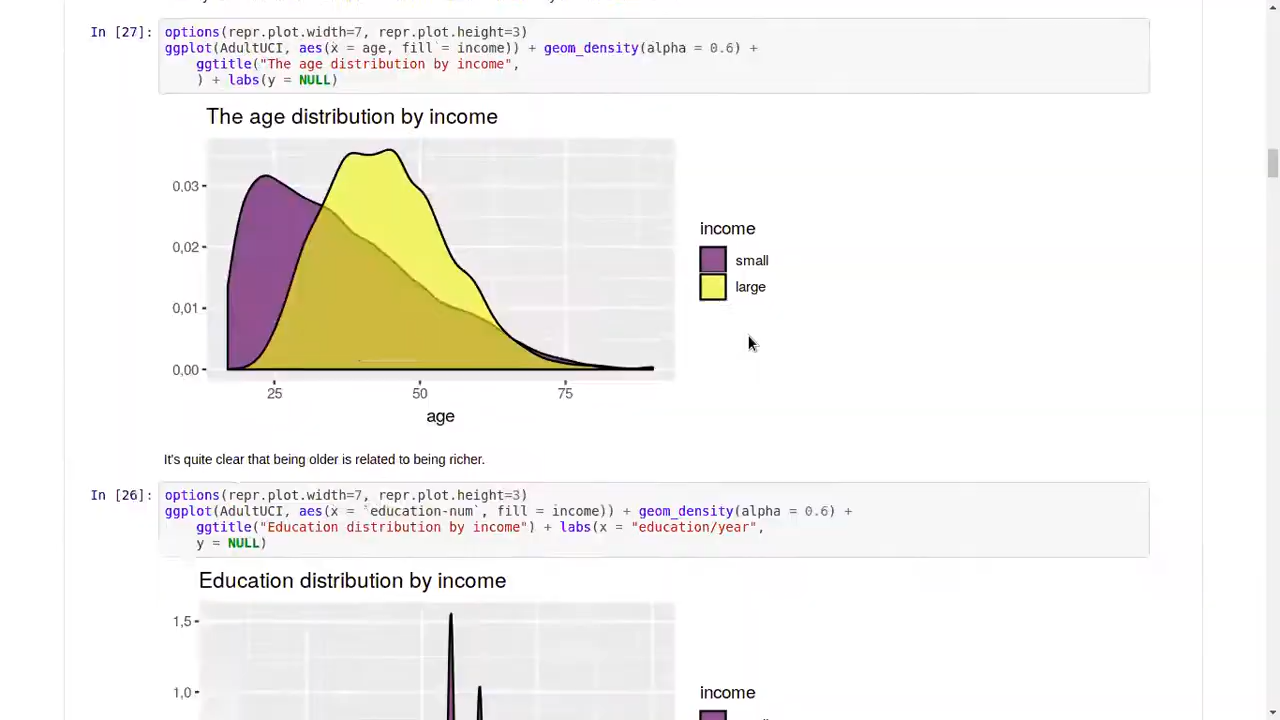 In [27]:
options(repr.plot.width=7, repr.plot.height=3)
ggplot(AdultUCI, aes(x = age, fill = income)) + geom_density(alpha = 0.6) +
ggtitle("The age distribution by income",
) + labs(y = NULL)
The age distribution by income
0,03
0,02
0,01
0,00
25 50 75
age
income
small
large
It's quite clear that being older is related to being richer.
In [26]:
options(repr.plot.width=7, repr.plot.height=3)
ggplot(AdultUCI, aes(x = `education-num`, fill = income)) + geom_density(alpha = 0.6) +
ggtitle("Education distribution by income") + labs(x = "education/year",
y = NULL)
Education distribution by income
1,5
1,0
income